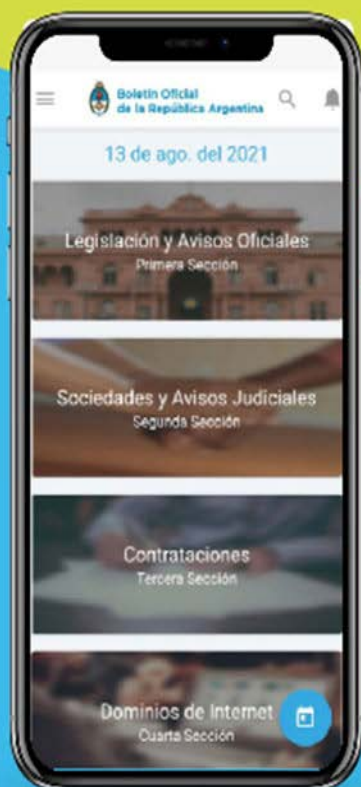 Boletín Oficial
de la República Argentina
13 de ago. del 2021
Legislación y Avisos Oficiales
Primera Sección
Sociedades y Avisos Judiciales
Segunda Sección
Contrataciones
Tercera Sección
Dominios de Internet
Cuarta Sección